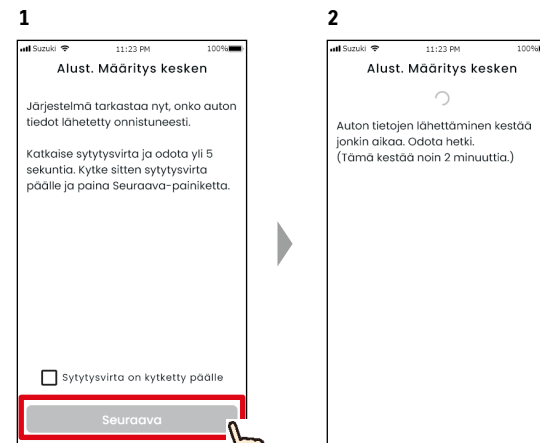 1
Suzuki 11:23 PM 100%
Alust. Määritys kesken
Järjestelmä tarkastaa nyt, onko auton
tiedot lähetetty onnistuneesti.
Katkaise sytytysvirta ja odota yli 5
sekuntia. Kytke sitten sytytysvirta
päälle ja paina Seuraava-painiketta.
Sytytysvirta on kytketty päälle
Seuraava
2
Suzuki 11:23 PM 100%
Alust. Määritys kesken
Auton tietojen lähettäminen kestää
jonkin aikaa. Odota hetki.
(Tämä kestää noin 2 minuuttia.)